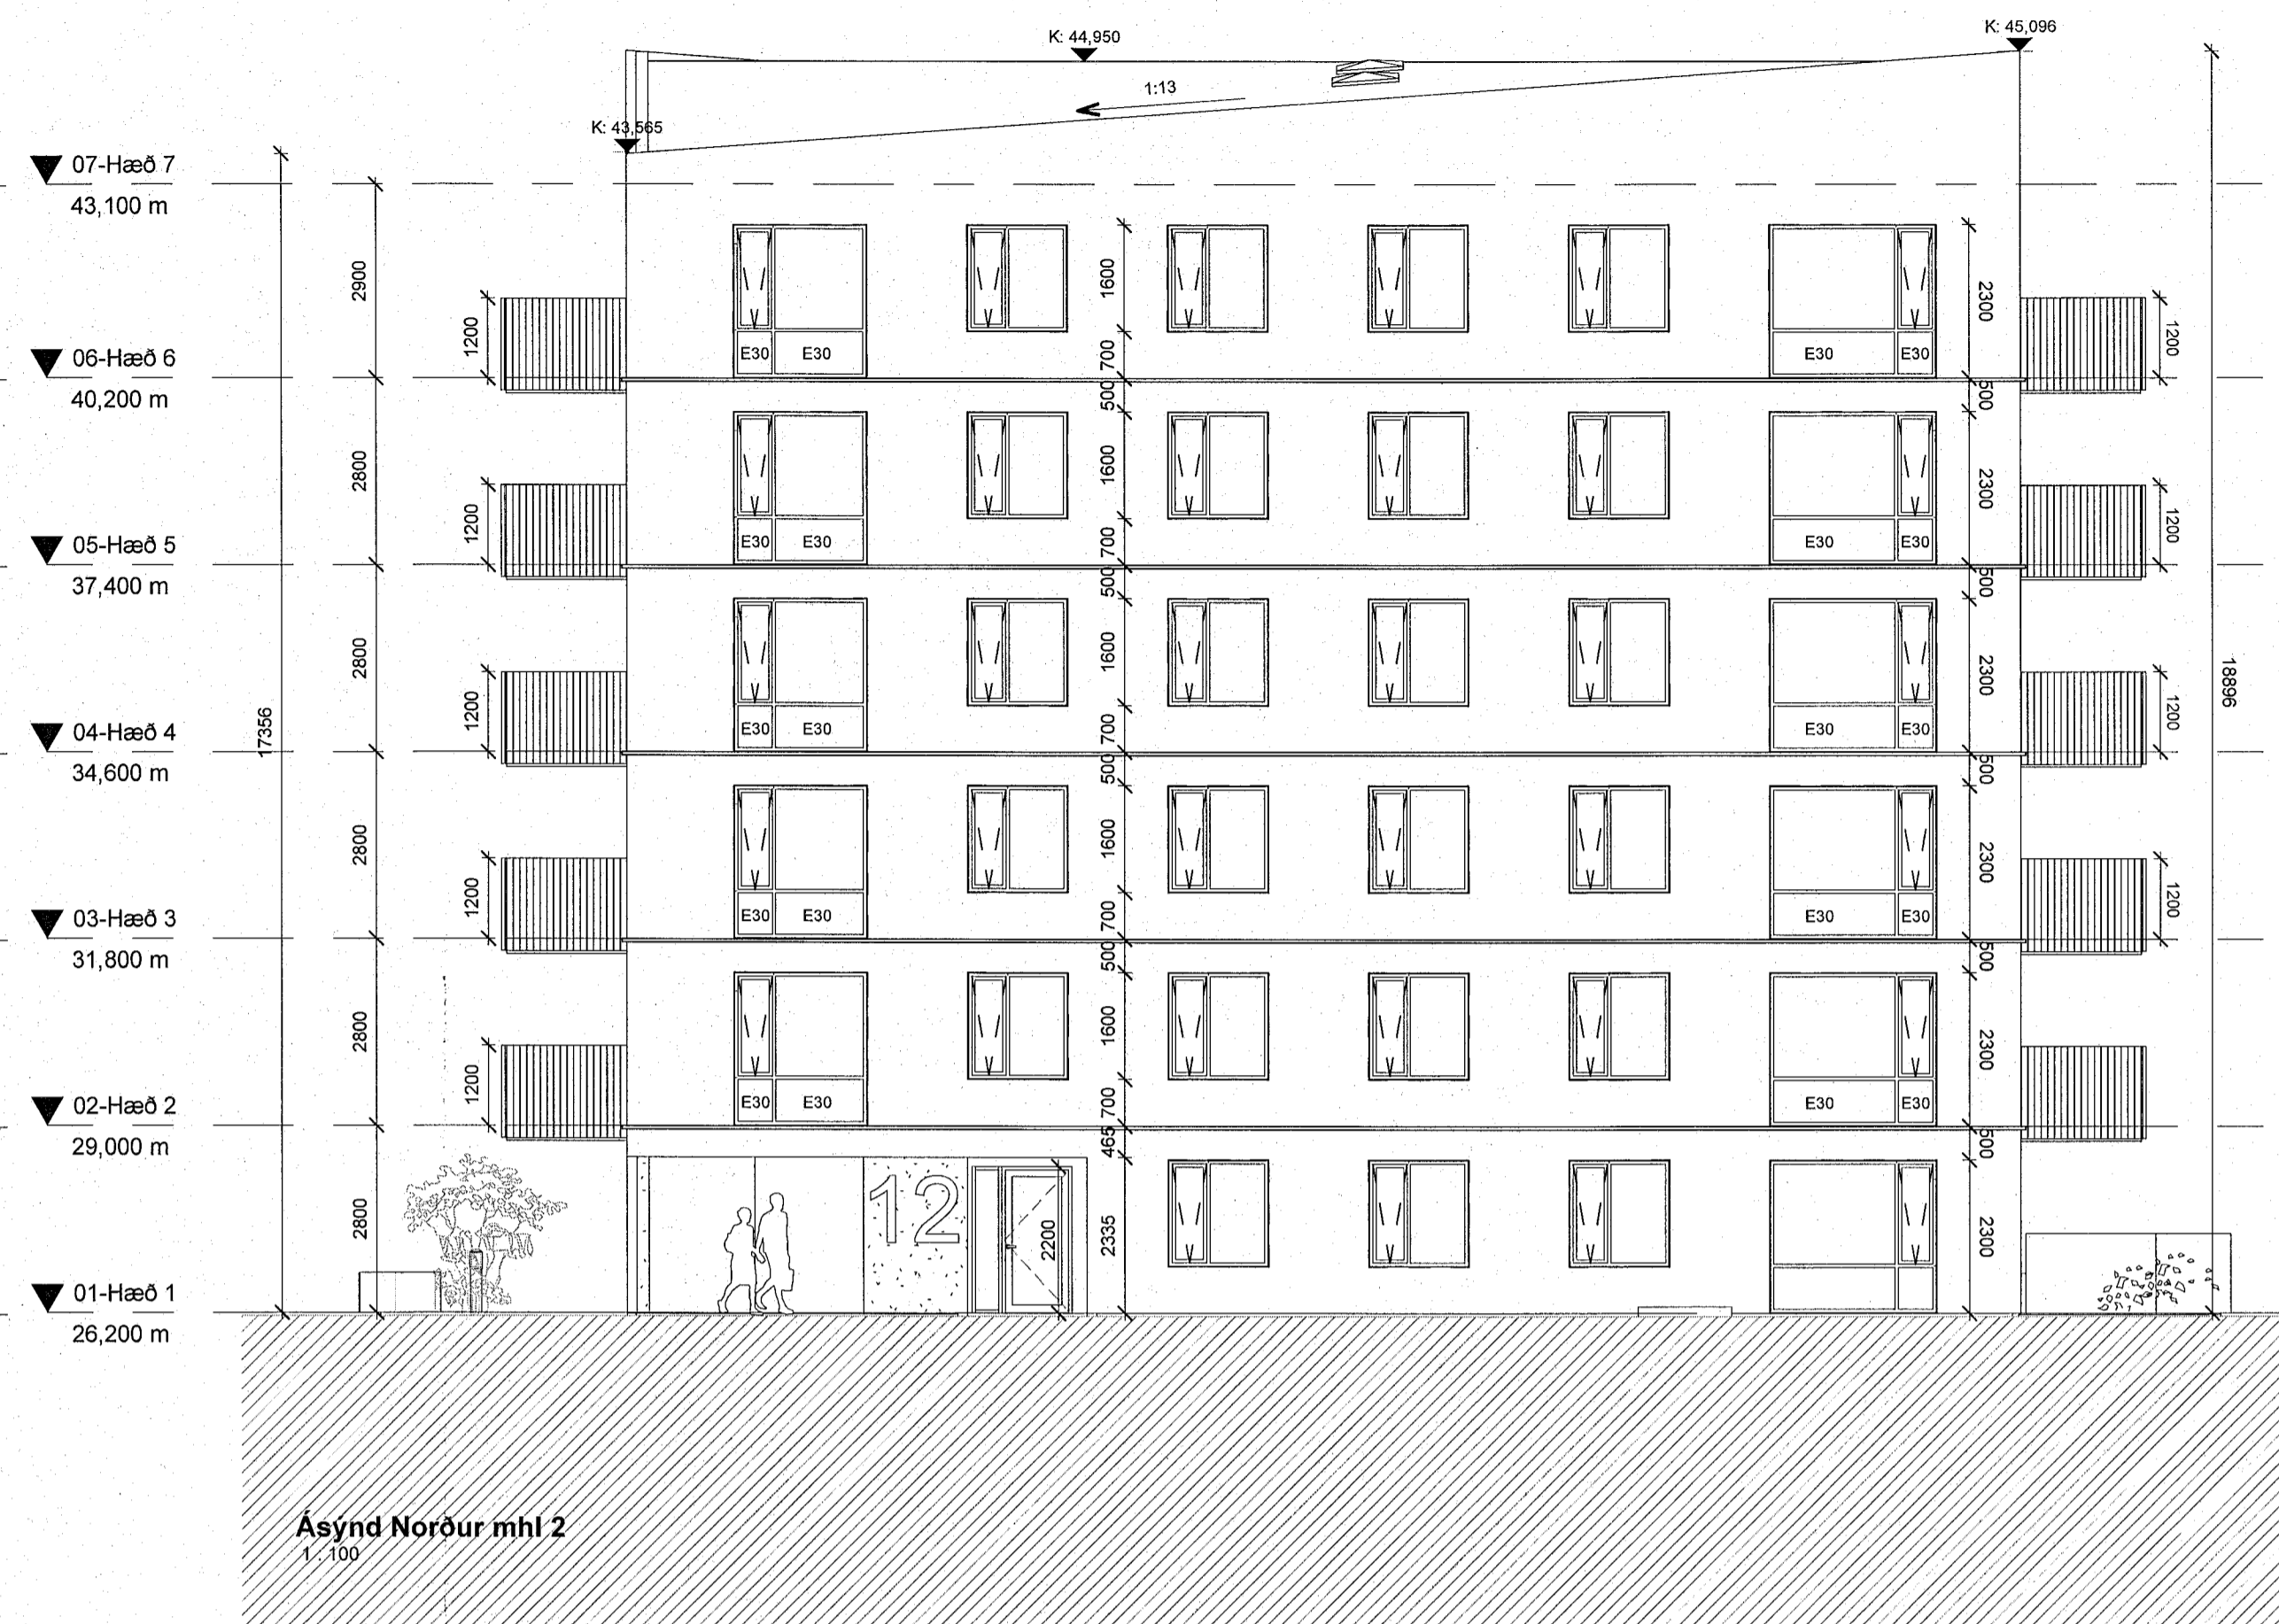 K: 45,096
K: 44,950
1:13
K: 43,565
07-Hæð 7
43,100 m
2900
1600
2300
1200
1200
700
E30 E30
E30 E30
06-Hæð 6
40,200 m
500
500
2800
1600
2300
1200
1200
700
E30 E30
E30 E30
05-Hæð 5
37,400 m
500
500
2800
1600
2300
1200
1200
700
E30 E30
E30 E30
17356
18896
04-Hæð 4
34,600 m
500
500
2800
1600
2300
1200
1200
700
E30 E30
E30 E30
03-Hæð 3
31,800 m
500
500
2800
1600
2300
1200
700
E30 E30
E30 E30
02-Hæð 2
29,000 m
465
500
2800
12
2200
2335
2300
01-Hæð 1
26,200 m
Ásýnd Norður mhl 2
1 : 100